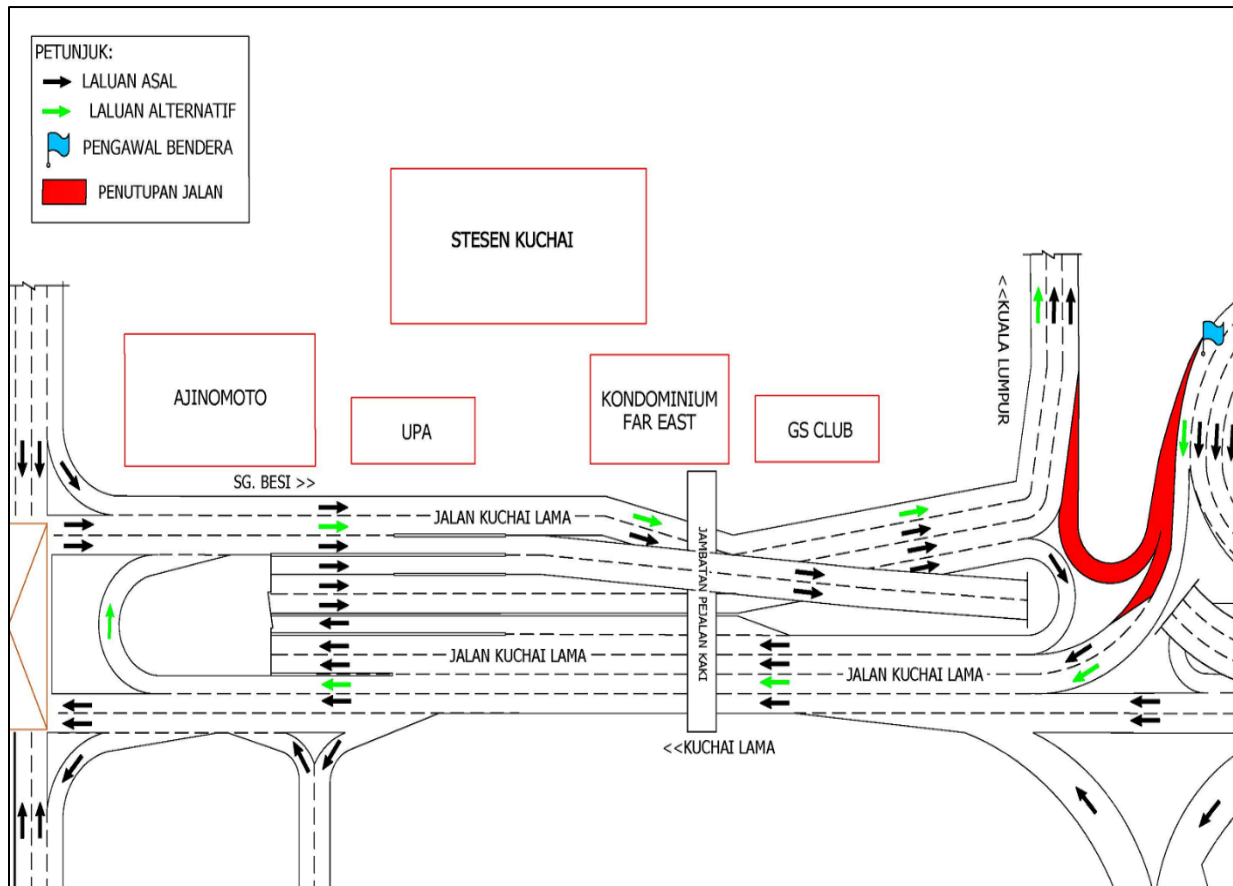 PETUNJUK:
LALUAN ASAL
LALUAN ALTERNATIF
PENGAWAL BENDERA
PENUTUPAN JALAN
STESEN KUCHAI
<<KUALA LUMPUR
AJINOMOTO
UPA
KONDOMINIUM
FAR EAST
GS CLUB
SG. BESI >>
JALAN KUCHAI LAMA
JAMBATAN PEJALAN KAKI
JALAN KUCHAI LAMA
JALAN KUCHAI LAMA
<<KUCHAI LAMA